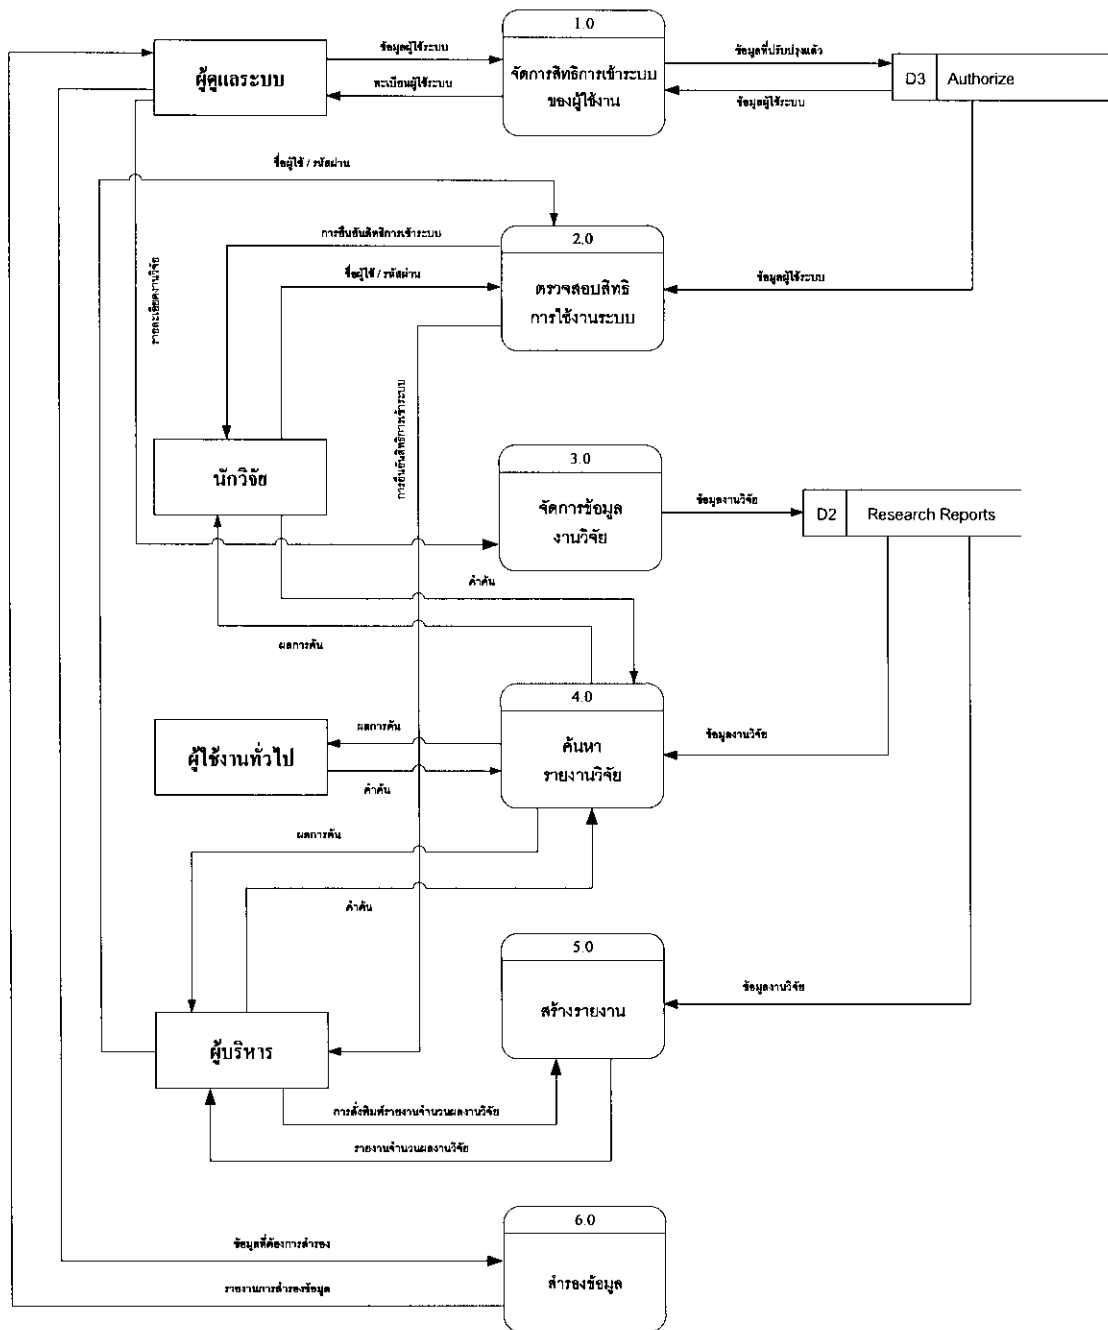 1.0
ข้อมูลผู้ใช้ระบบ
ข้อมูลที่ปรับปรุงแล้ว
ผู้ดูแลระบบ
จัดการสิทธิการเข้าระบบ
ของผู้ใช้งาน
D3
Authorize
ทะเบียนผู้ใช้ระบบ
ข้อมูลผู้ใช้ระบบ
ชื่อผู้ใช้ / รหัสผ่าน
การยืนยันสิทธิการเข้าระบบ
2.0
ชื่อผู้ใช้ / รหัสผ่าน
ข้อมูลผู้ใช้ระบบ
ตรวจสอบสิทธิ
การใช้งานระบบ
รายละเอียดงานวิจัย
การยืนยันสิทธิการเข้าระบบ
นักวิจัย
3.0
จัดการข้อมูล
งานวิจัย
ข้อมูลงานวิจัย
D2
Research Reports
คำค้น
ผลการค้น
4.0
ผลการค้น
ข้อมูลงานวิจัย
ผู้ใช้งานทั่วไป
ค้นหา
รายงานวิจัย
คำค้น
ผลการค้น
คำค้น
5.0
ข้อมูลงานวิจัย
สร้างรายงาน
ผู้บริหาร
การสั่งพิมพ์รายงานจำนวนผลงานวิจัย
รายงานจำนวนผลงานวิจัย
6.0
ข้อมูลที่ต้องการสำรอง
สำรองข้อมูล
รายงานการสำรองข้อมูล